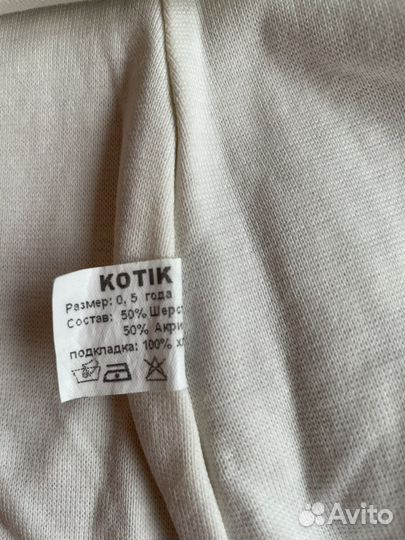 KOTIK
Размер: 0, 5 года
Состав: 50% Шерс
50% Акри
подкладка: 100% х
Avito